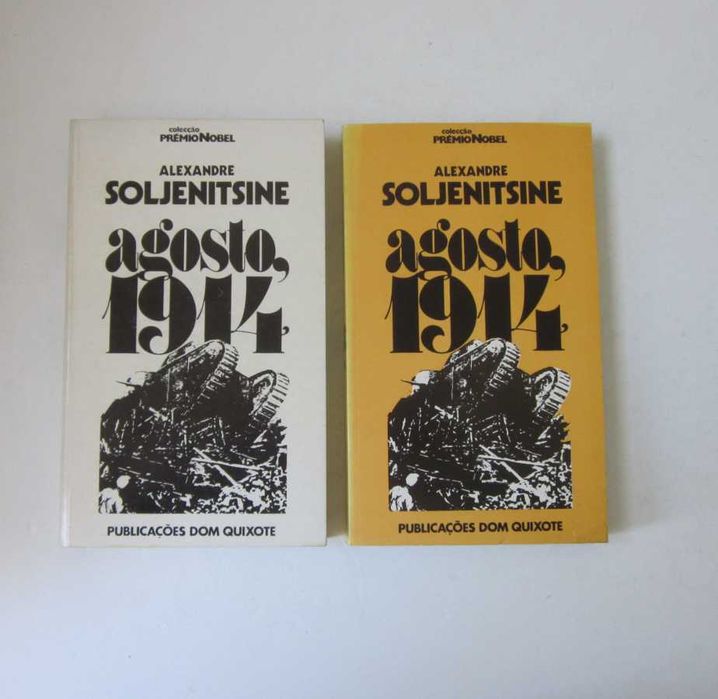 colecção
PRÉMIO NOBEL
ALEXANDRE
SOLJENITSINE
agosto,
1914
PUBLICAÇÕES DOM QUIXOTE
colecção
PRÉMIO NOBEL
ALEXANDRE
SOLJENITSINE
agosto,
1914
PUBLICAÇÕES DOM QUIXOTE